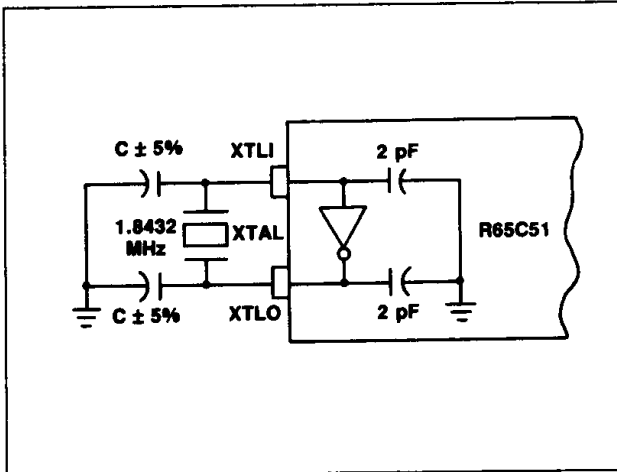 C ± 5%
XTLI
2 pF
1.8432
MHz
XTAL
R65C51
C ± 5%
XTLO
2 pF